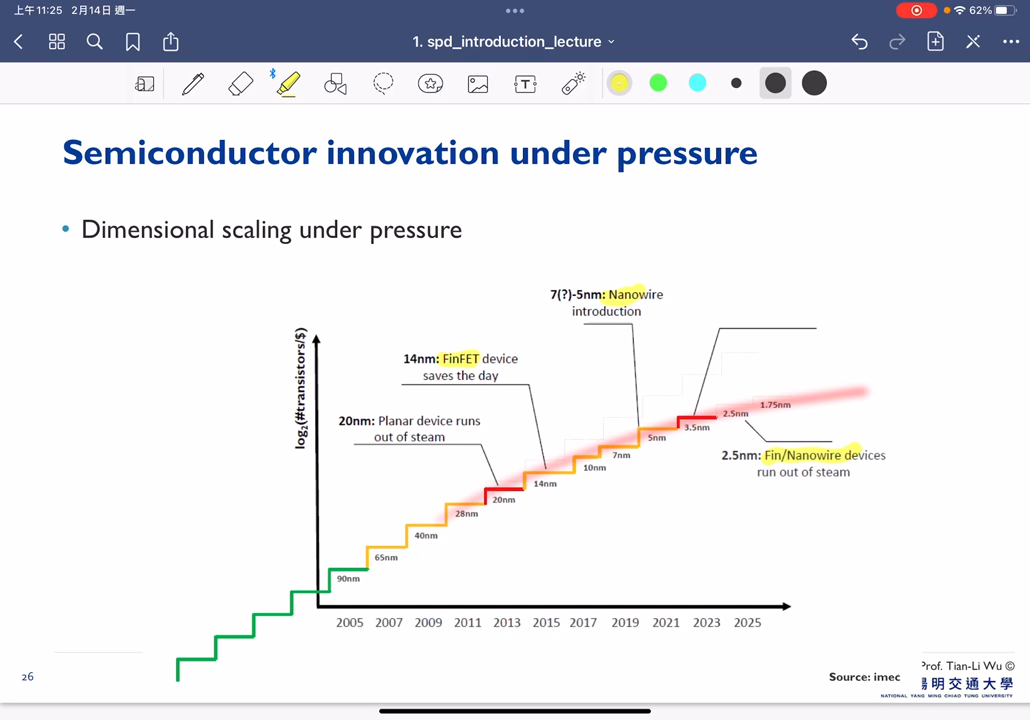 上午11:25 2月14日 週一
62%
1. spd_introduction_lecture
T
Semiconductor innovation under pressure
• Dimensional scaling under pressure
7(?)-5nm: Nanowire
introduction
14nm: FinFET device
saves the day
20nm: Planar device runs
out of steam
log2(#transistors/$)
1.75nm
2.5nm
3.5nm
5nm
7nm
10nm
14nm
20nm
28nm
40nm
65nm
90nm
2.5nm: Fin/Nanowire devices
run out of steam
2005 2007 2009 2011 2013 2015 2017 2019 2021 2023 2025
26
Source: imec
Prof. Tian-Li Wu ©
陽明交通大學
NATIONAL YANG MING CHIAO TUNG UNIVERSITY